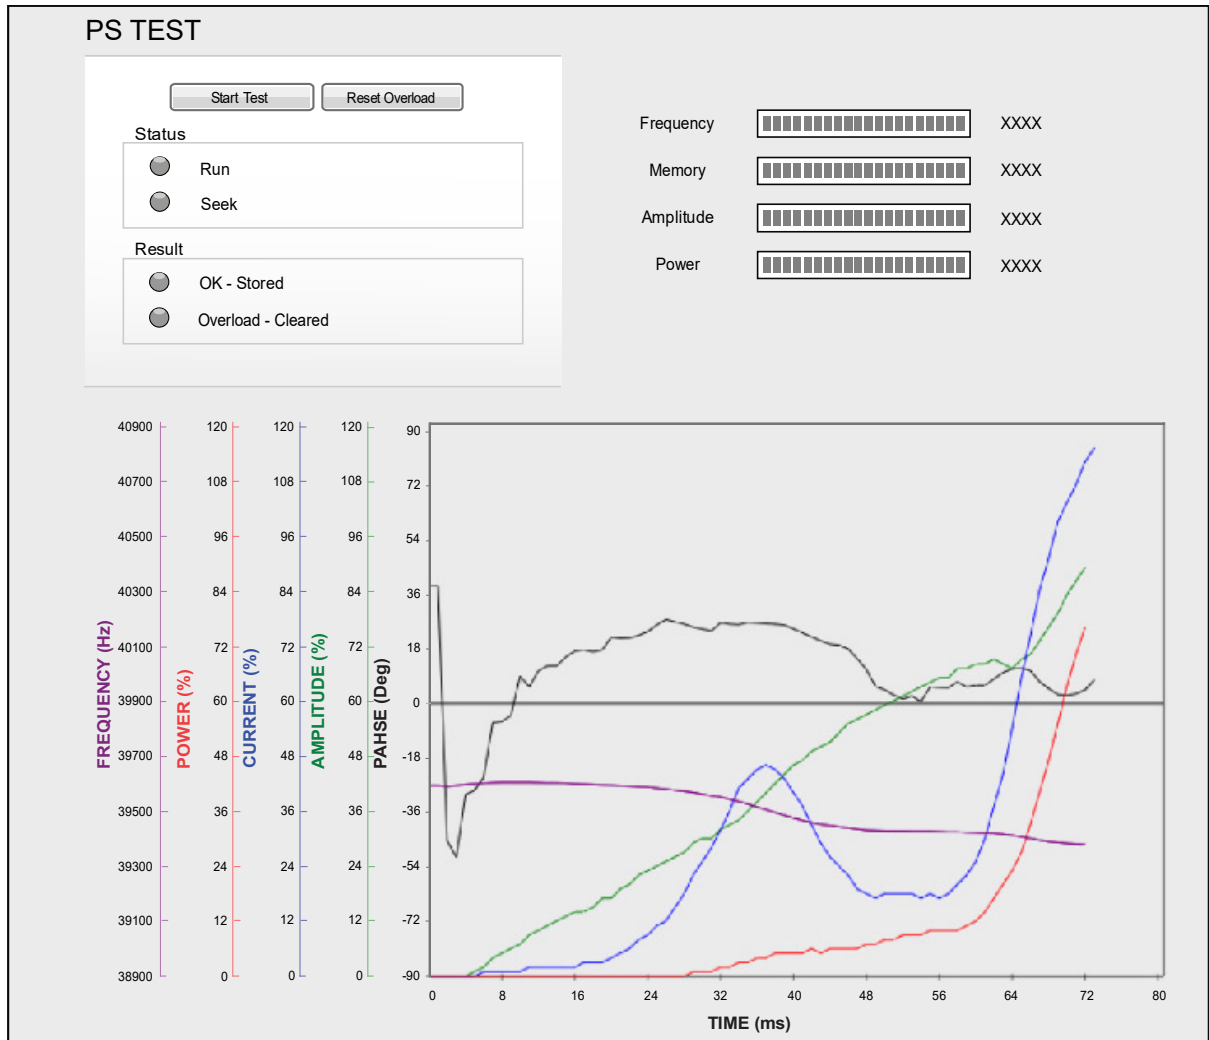 PS TEST
Start Test Reset Overload
Status
Run
Seek
Result
OK - Stored
Overload - Cleared
Frequency XXXX
Memory XXXX
Amplitude XXXX
Power XXXX
40900 120 120 120 90
40700 108 108 108 72
40500 96 96 96 54
40300 84 84 84 36
40100 72 72 72 18
39900 60 60 60 0
39700 48 48 48 -18
39500 36 36 36 -36
39300 24 24 24 -54
39100 12 12 12 -72
38900 0 0 0 -90
FREQUENCY (Hz)
POWER (%)
CURRENT (%)
AMPLITUDE (%)
PAHSE (Deg)
0 8 16 24 32 40 48 56 64 72 80
TIME (ms)